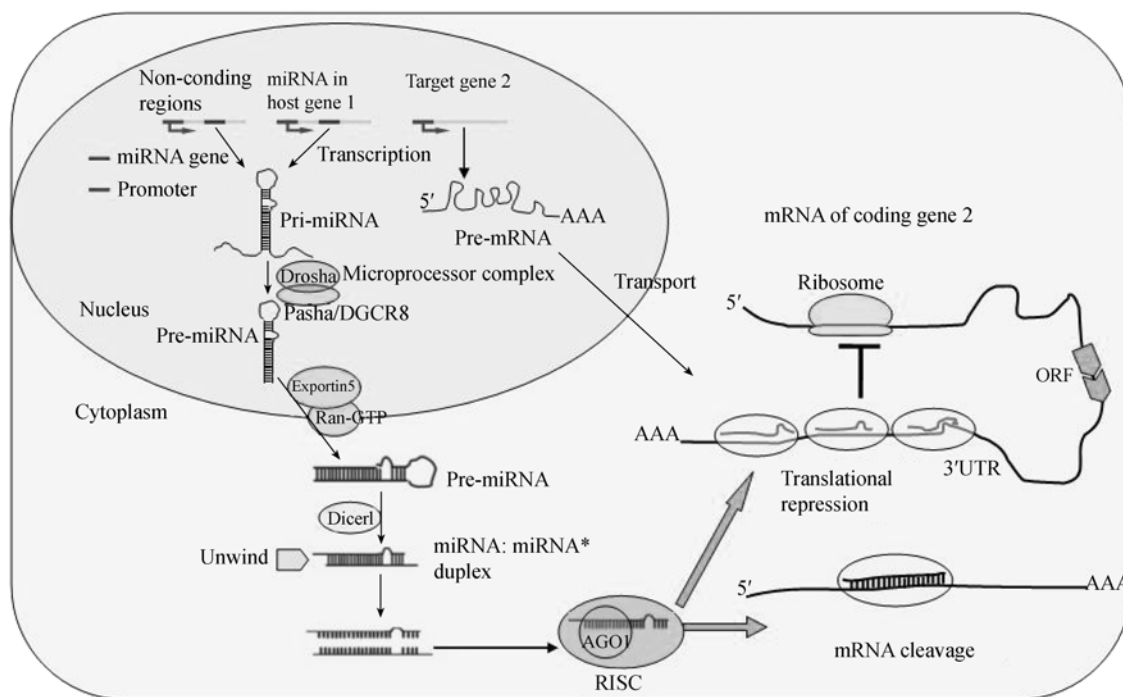 Non-conding
regions
miRNA in
host gene 1
Target gene 2
miRNA gene
Promoter
Transcription
5′
AAA
Pri-miRNA
Pre-mRNA
Drosha
Microprocessor complex
Pasha/DGCR8
Nucleus
Pre-miRNA
Exportin5
Ran-GTP
Cytoplasm
Transport
mRNA of coding gene 2
Ribosome
5′
ORF
AAA
3′UTR
Translational
repression
Pre-miRNA
Dicerl
Unwind
miRNA: miRNA*
duplex
AGO1
RISC
5′
AAA
mRNA cleavage